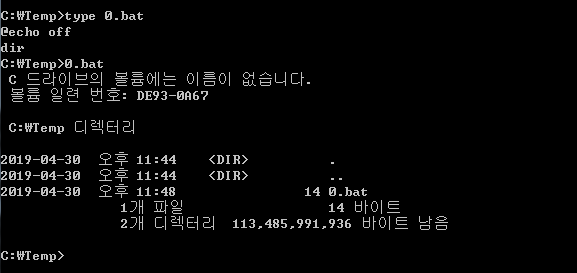 C:₩Temp>type 0.bat
@echo off
dir
C:₩Temp>0.bat
C 드라이브의 볼륨에는 이름이 없습니다.
볼륨 일련 번호: DE93-0A67
C:₩Temp 디렉터리
2019-04-30 오후 11:44 <DIR> .
2019-04-30 오후 11:44 <DIR> ..
2019-04-30 오후 11:48 14 0.bat
1개 파일 14 바이트
2개 디렉터리 113,485,991,936 바이트 남음
C:₩Temp>